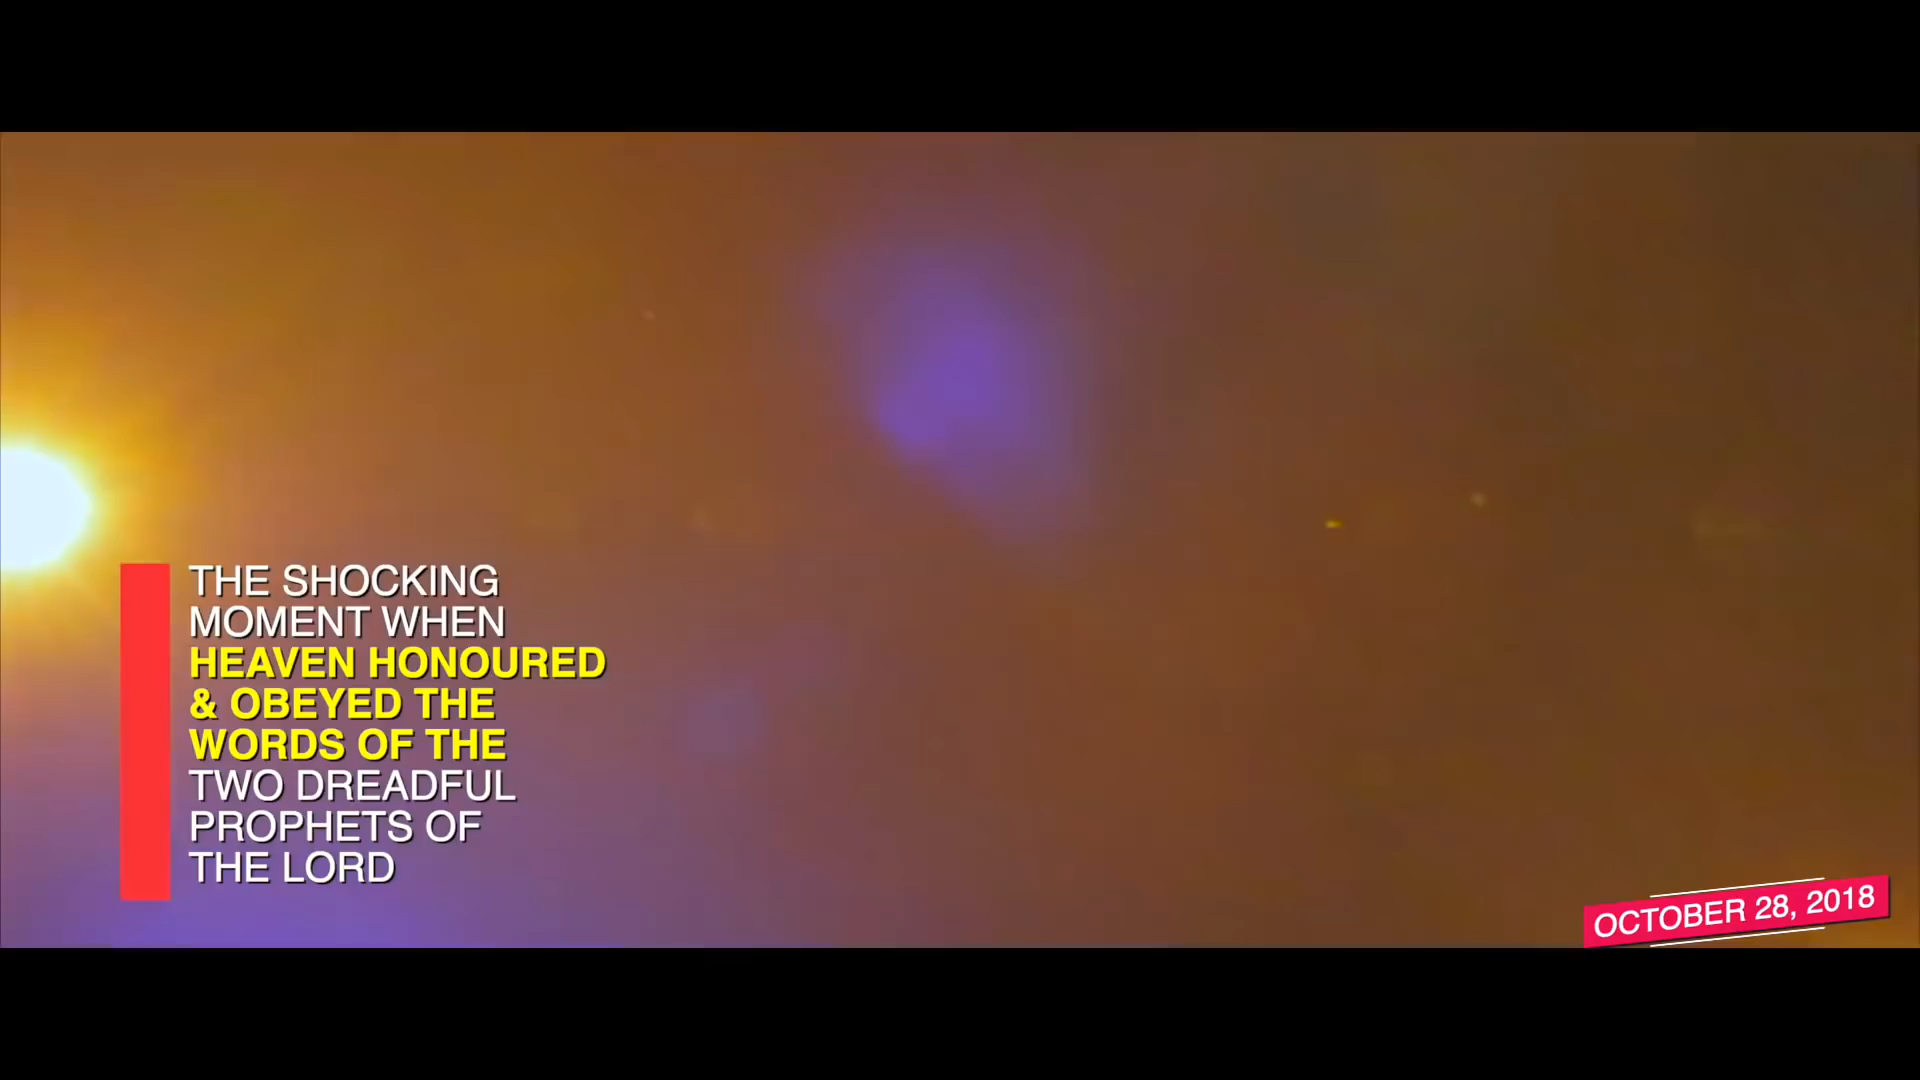 THE SHOCKING
MOMENT WHEN
HEAVEN HONOURED
& OBEYED THE
WORDS OF THE
TWO DREADFUL
PROPHETS OF
THE LORD
OCTOBER 28, 2018